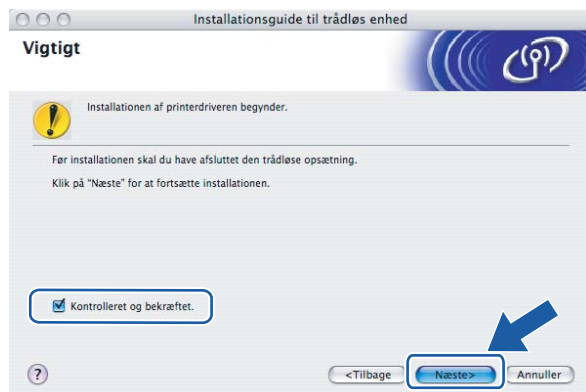 Installationsguide til trådløs enhed
Vigtigt
Installationen af printerdriveren begynder.
Før installationen skal du have afsluttet den trådløse opsætning.
Klik på "Næste" for at fortsætte installationen.
Kontrolleret og bekræftet.
? <Tilbage Næste> Annuller